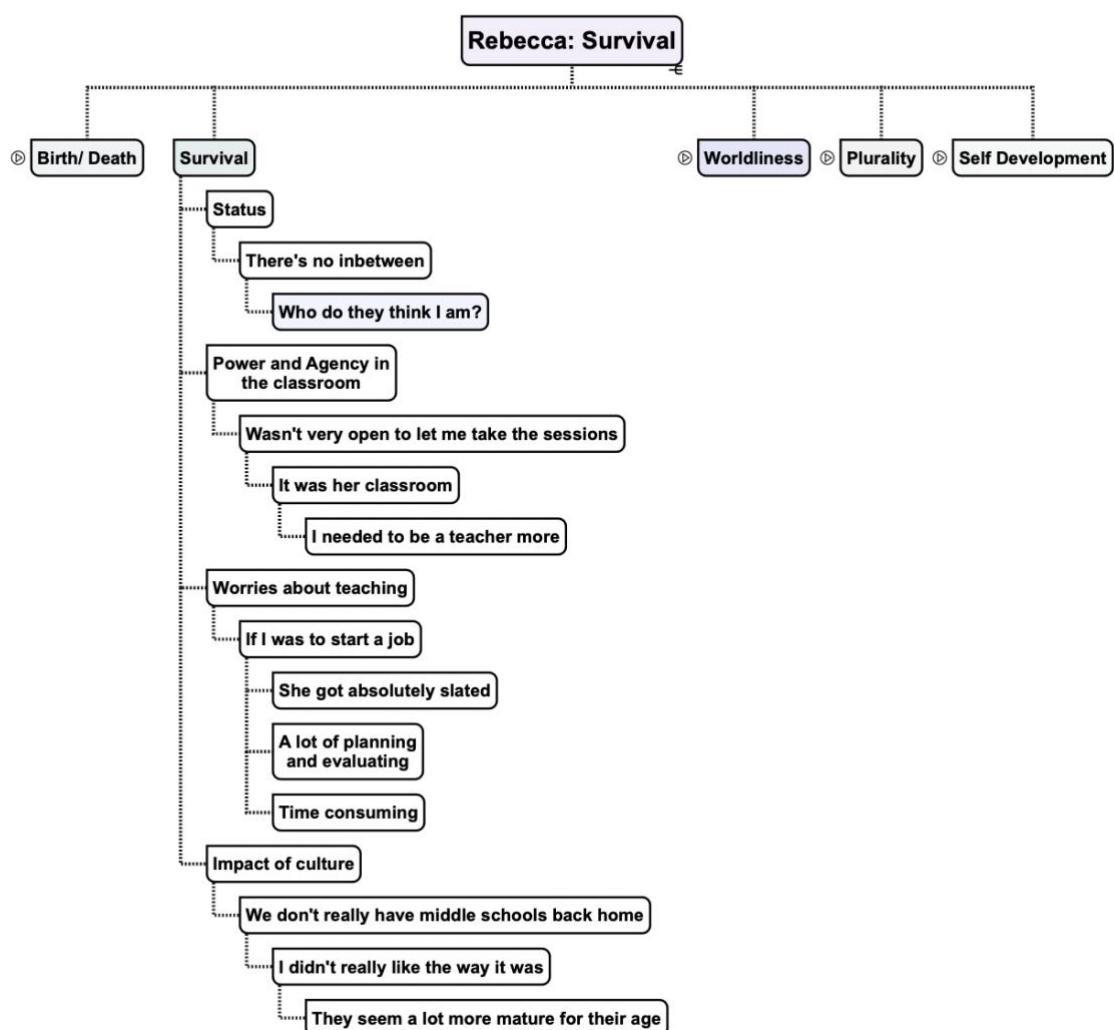 Rebecca: Survival
Birth/ Death
Survival
Worldliness
Plurality
Self Development
Status
There's no inbetween
Who do they think I am?
Power and Agency in
the classroom
Wasn't very open to let me take the sessions
It was her classroom
I needed to be a teacher more
Worries about teaching
If I was to start a job
She got absolutely slated
A lot of planning
and evaluating
Time consuming
Impact of culture
We don't really have middle schools back home
I didn't really like the way it was
They seem a lot more mature for their age